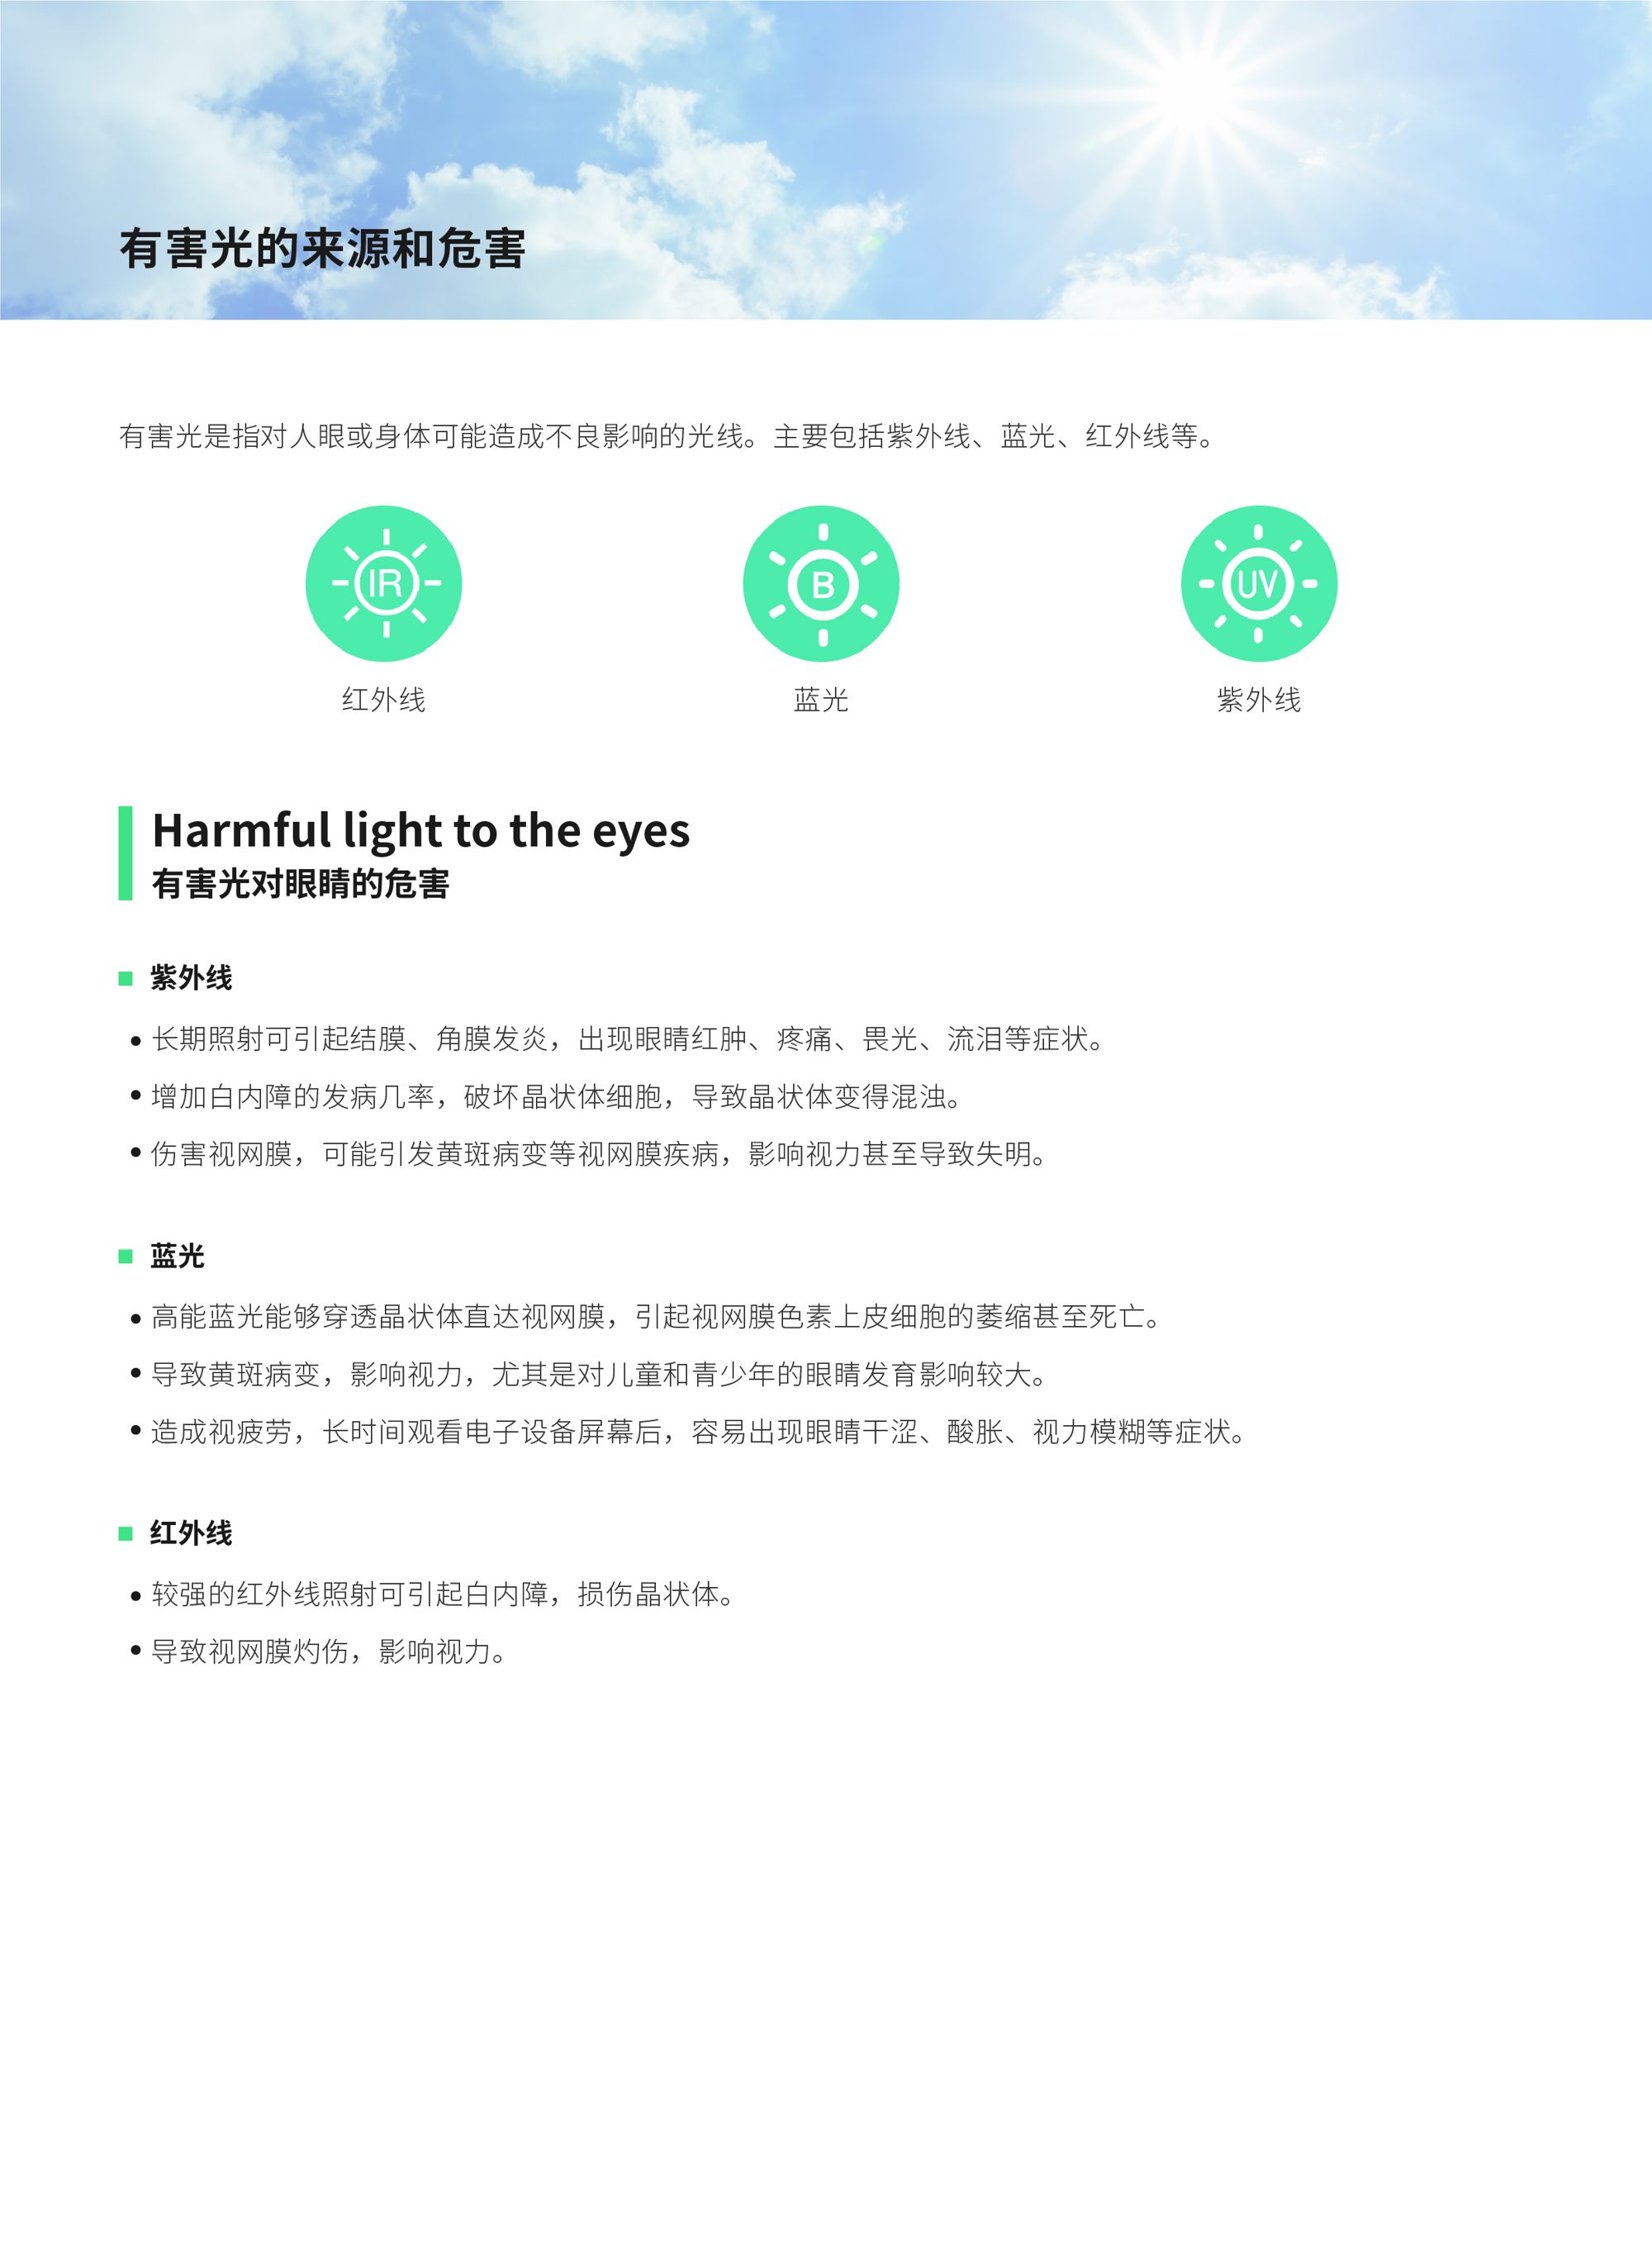 有害光的来源和危害
有害光是指对人眼或身体可能造成不良影响的光线。主要包括紫外线、蓝光、红外线等。
IR
B
UV
红外线
蓝光
紫外线
Harmful light to the eyes
有害光对眼睛的危害
紫外线
• 长期照射可引起结膜、角膜发炎，出现眼睛红肿、疼痛、畏光、流泪等症状。
• 增加白内障的发病几率，破坏晶状体细胞，导致晶状体变得混浊。
• 伤害视网膜，可能引发黄斑病变等视网膜疾病，影响视力甚至导致失明。
蓝光
• 高能蓝光能够穿透晶状体直达视网膜，引起视网膜色素上皮细胞的萎缩甚至死亡。
• 导致黄斑病变，影响视力，尤其是对儿童和青少年的眼睛发育影响较大。
• 造成视疲劳，长时间观看电子设备屏幕后，容易出现眼睛干涩、酸胀、视力模糊等症状。
红外线
• 较强的红外线照射可引起白内障，损伤晶状体。
• 导致视网膜灼伤，影响视力。